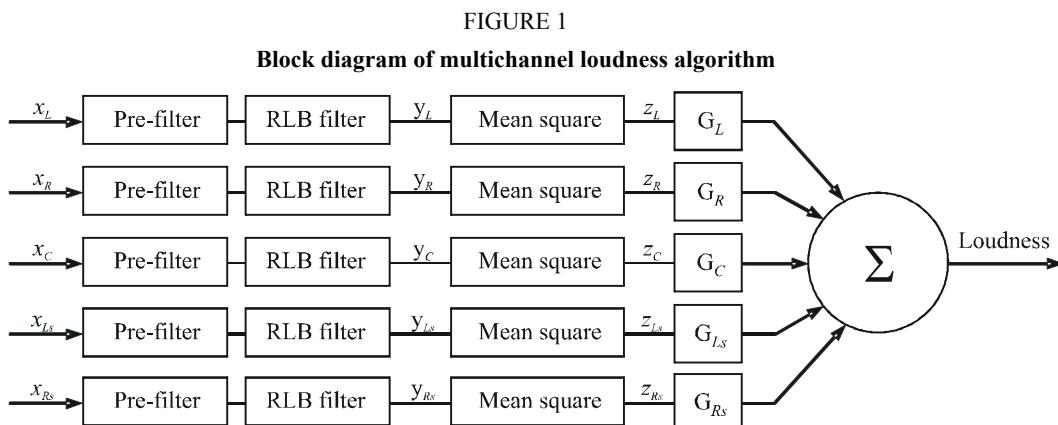 FIGURE 1
Block diagram of multichannel loudness algorithm
x_L Pre-filter RLB filter y_L Mean square z_L G_L
x_R Pre-filter RLB filter y_R Mean square z_R G_R
x_C Pre-filter RLB filter y_C Mean square z_C G_C
Σ
Loudness
x_Ls Pre-filter RLB filter y_Ls Mean square z_Ls G_Ls
x_Rs Pre-filter RLB filter y_Rs Mean square z_Rs G_Rs